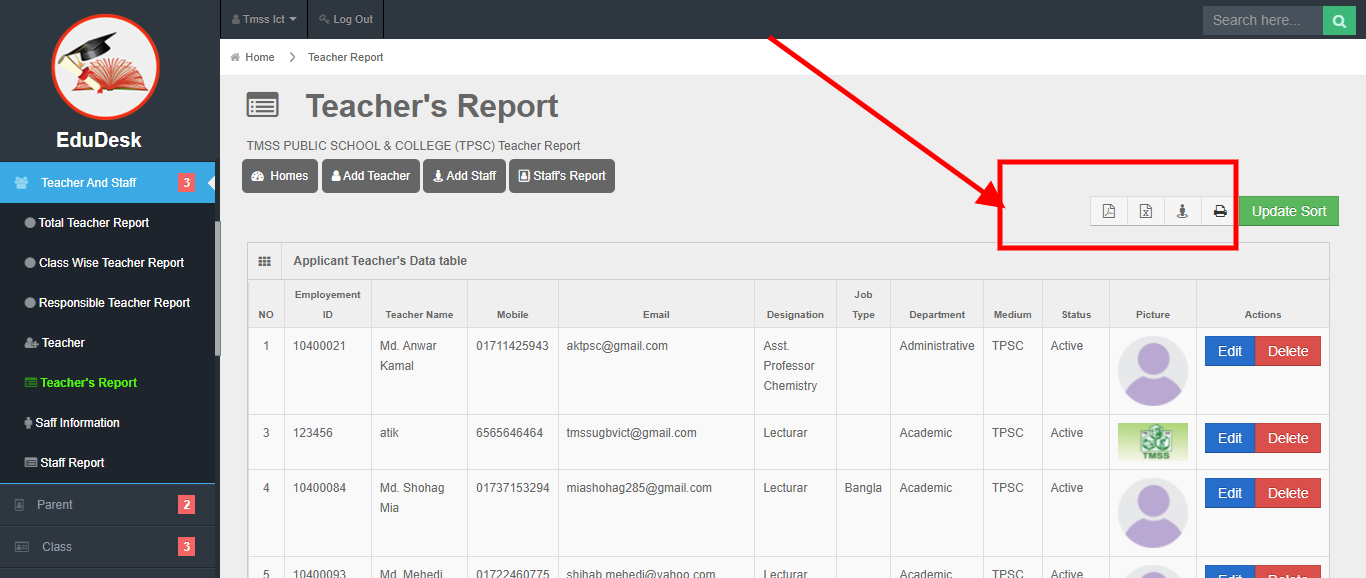 Tmss Ict
Log Out
Search here...
EduDesk
Home
Teacher Report
Teacher's Report
TMSS PUBLIC SCHOOL & COLLEGE (TPSC) Teacher Report
Homes
Add Teacher
Add Staff
Staff's Report
Update Sort
Teacher And Staff 3
Total Teacher Report
Class Wise Teacher Report
Responsible Teacher Report
Teacher
Teacher's Report
Saff Information
Staff Report
Parent 2
Class 3
Applicant Teacher's Data table
NO
Employement
ID
Teacher Name
Mobile
Email
Designation
Job
Type
Department
Medium
Status
Picture
Actions
1
10400021
Md. Anwar
Kamal
01711425943
aktpsc@gmail.com
Asst.
Professor
Chemistry
Administrative
TPSC
Active
Edit
Delete
3
123456
atik
6565646464
tmssugbvict@gmail.com
Lecturar
Academic
TPSC
Active
TMSS
Edit
Delete
4
10400084
Md. Shohag
Mia
01737153294
miashohag285@gmail.com
Lecturar
Bangla
Academic
TPSC
Active
Edit
Delete
5
10400093
Md. Mehedi
01722460775
shihab.mehedi@yahoo.com
Lecturar
Academic
TPSC
Active
Edit
Delete